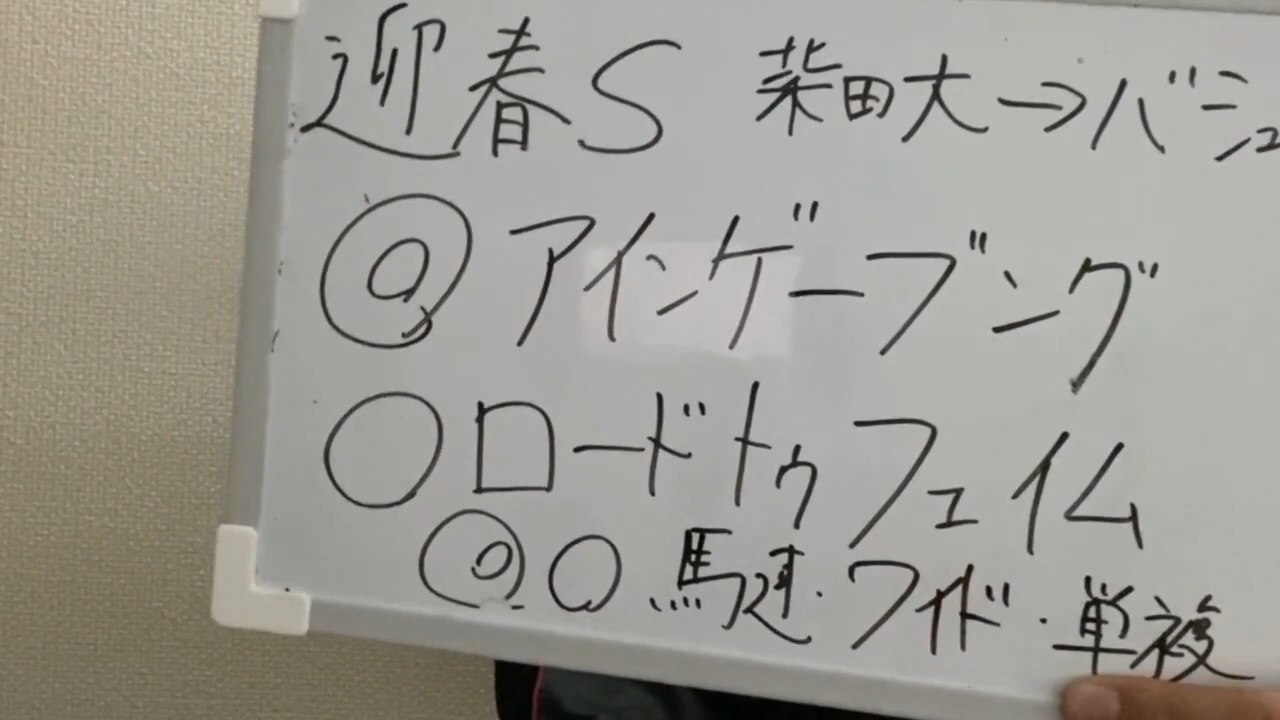 迎春S 柴田大→バシュ
◎アインゲーブング
○ロードトゥフェイム
◎○馬連・ワイド・単複